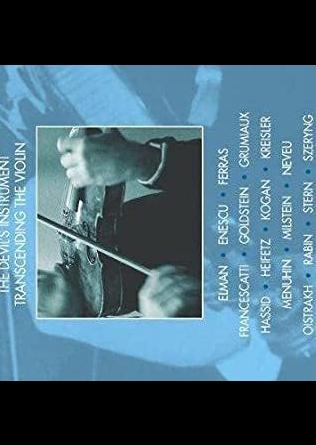 THE DEVIL'S INSTRUMENT
TRANSCENDING THE VIOLIN
ELMAN • ENESCU • FERRAS
FRANCESCATTI • GOLDSTEIN • GRUMIAUX
HASSID • HEIFETZ • KOGAN • KREISLER
MENUHIN • MILSTEIN • NEVEU
OISTRAKH • RABIN • STERN • SZERYNG